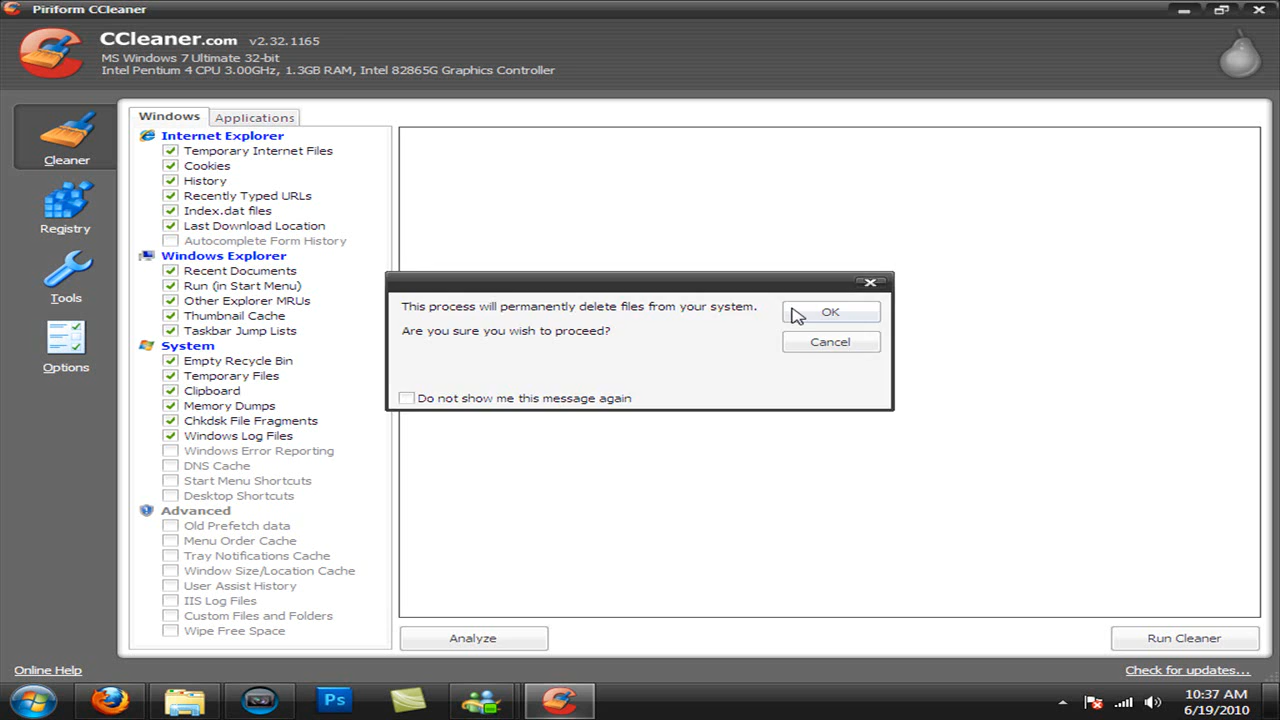 Piriform CCleaner
CCleaner.com v2.32.1165
MS Windows 7 Ultimate 32-bit
Intel Pentium 4 CPU 3.00GHz, 1.3GB RAM, Intel 82865G Graphics Controller
Cleaner
Registry
Tools
Options
Windows
Applications
Internet Explorer
Temporary Internet Files
Cookies
History
Recently Typed URLs
Index.dat files
Last Download Location
Autocomplete Form History
Windows Explorer
Recent Documents
Run (in Start Menu)
Other Explorer MRUs
Thumbnail Cache
Taskbar Jump Lists
System
Empty Recycle Bin
Temporary Files
Clipboard
Memory Dumps
Chkdsk File Fragments
Windows Log Files
Windows Error Reporting
DNS Cache
Start Menu Shortcuts
Desktop Shortcuts
Advanced
Old Prefetch data
Menu Order Cache
Tray Notifications Cache
Window Size/Location Cache
User Assist History
IIS Log Files
Custom Files and Folders
Wipe Free Space
This process will permanently delete files from your system.
Are you sure you wish to proceed?
OK
Cancel
Do not show me this message again
Analyze
Run Cleaner
Online Help
Check for updates...
Ps
10:37 AM
6/19/2010